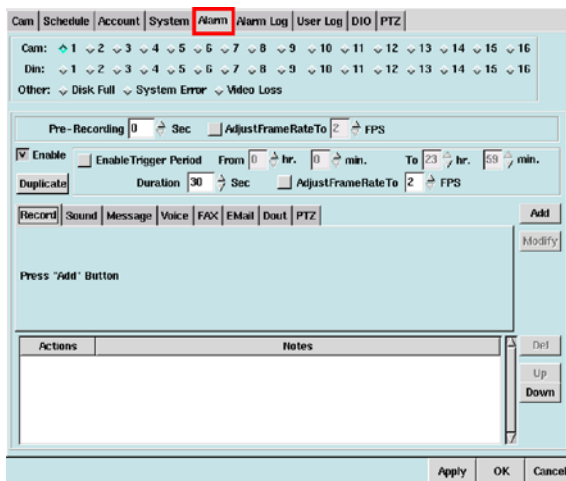 Cam Schedule Account System Alarm Alarm Log User Log DIO PTZ
Cam: 1 2 3 4 5 6 7 8 9 10 11 12 13 14 15 16
Din: 1 2 3 4 5 6 7 8 9 10 11 12 13 14 15 16
Other: Disk Full System Error Video Loss
Pre-Recording 0 Sec AdjustFrameRateTo 2 FPS
Enable EnableTrigger Period From 0 hr. 0 min. To 23 hr. 59 min.
Duplicate Duration 30 Sec AdjustFrameRateTo 2 FPS
Record Sound Message Voice FAX EMail Dout PTZ
Add
Modify
Press "Add" Button
Actions Notes
Del
Up
Down
Apply OK Cancel